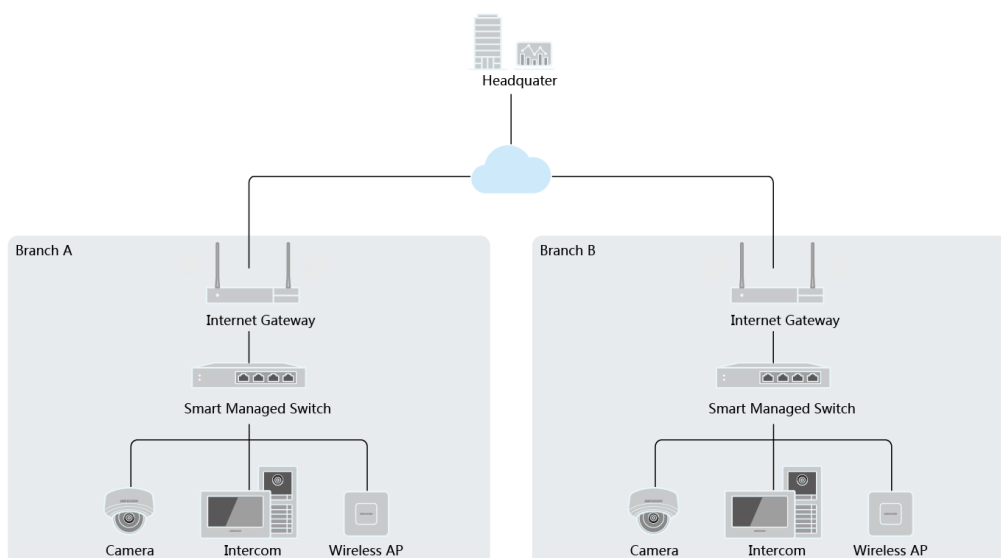 Headquater
Branch A
Branch B
Internet Gateway
Internet Gateway
Smart Managed Switch
Smart Managed Switch
Camera
Intercom
Wireless AP
Camera
Intercom
Wireless AP